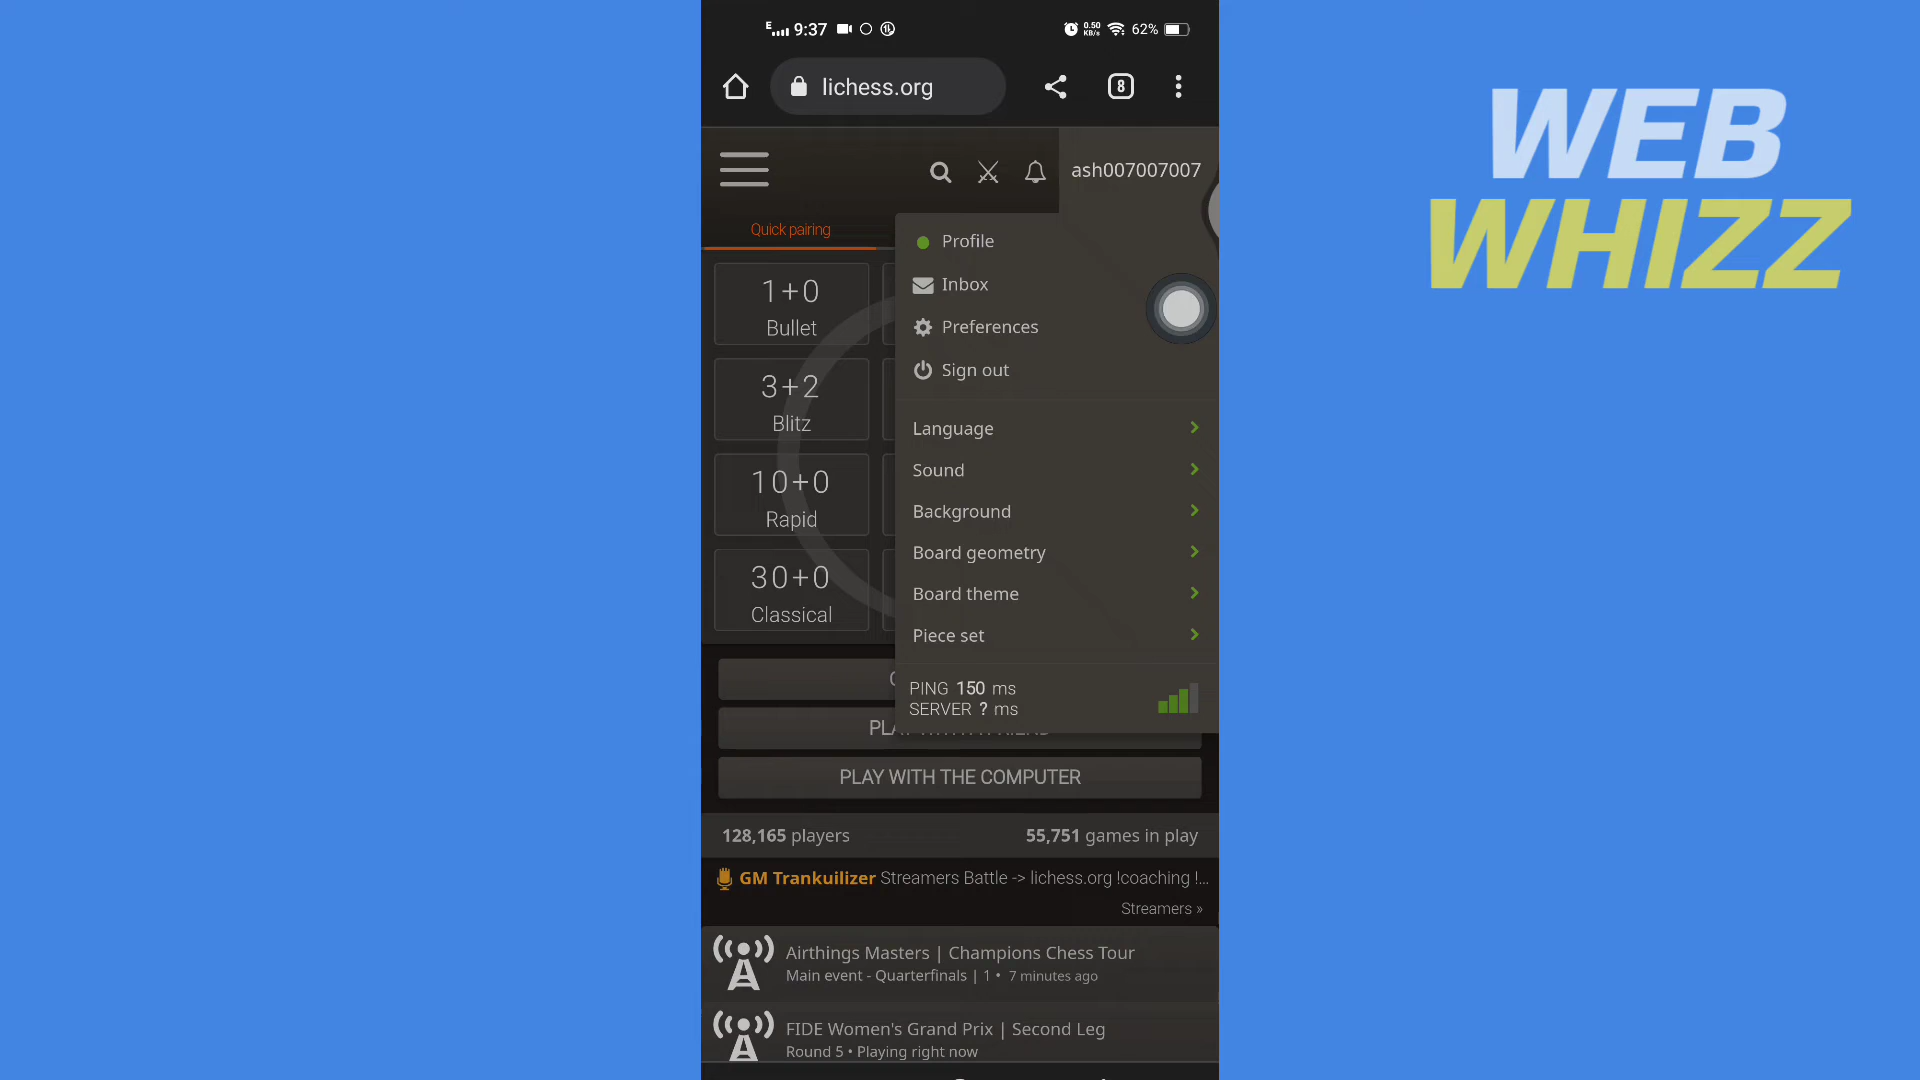 E 9:37 0.50 KB/s 62%
lichess.org 8
ash007007007
Quick pairing
1+0
Bullet
3+2
Blitz
10+0
Rapid
30+0
Classical
Profile
Inbox
Preferences
Sign out
Language
Sound
Background
Board geometry
Board theme
Piece set
PING 150 ms
SERVER ? ms
PLAY WITH THE COMPUTER
128,165 players 55,751 games in play
GM Trankuilizer Streamers Battle -> lichess.org !coaching !...
Streamers »
Airthings Masters | Champions Chess Tour
Main event - Quarterfinals | 1 • 7 minutes ago
FIDE Women's Grand Prix | Second Leg
Round 5 • Playing right now
WEB
WHIZZ